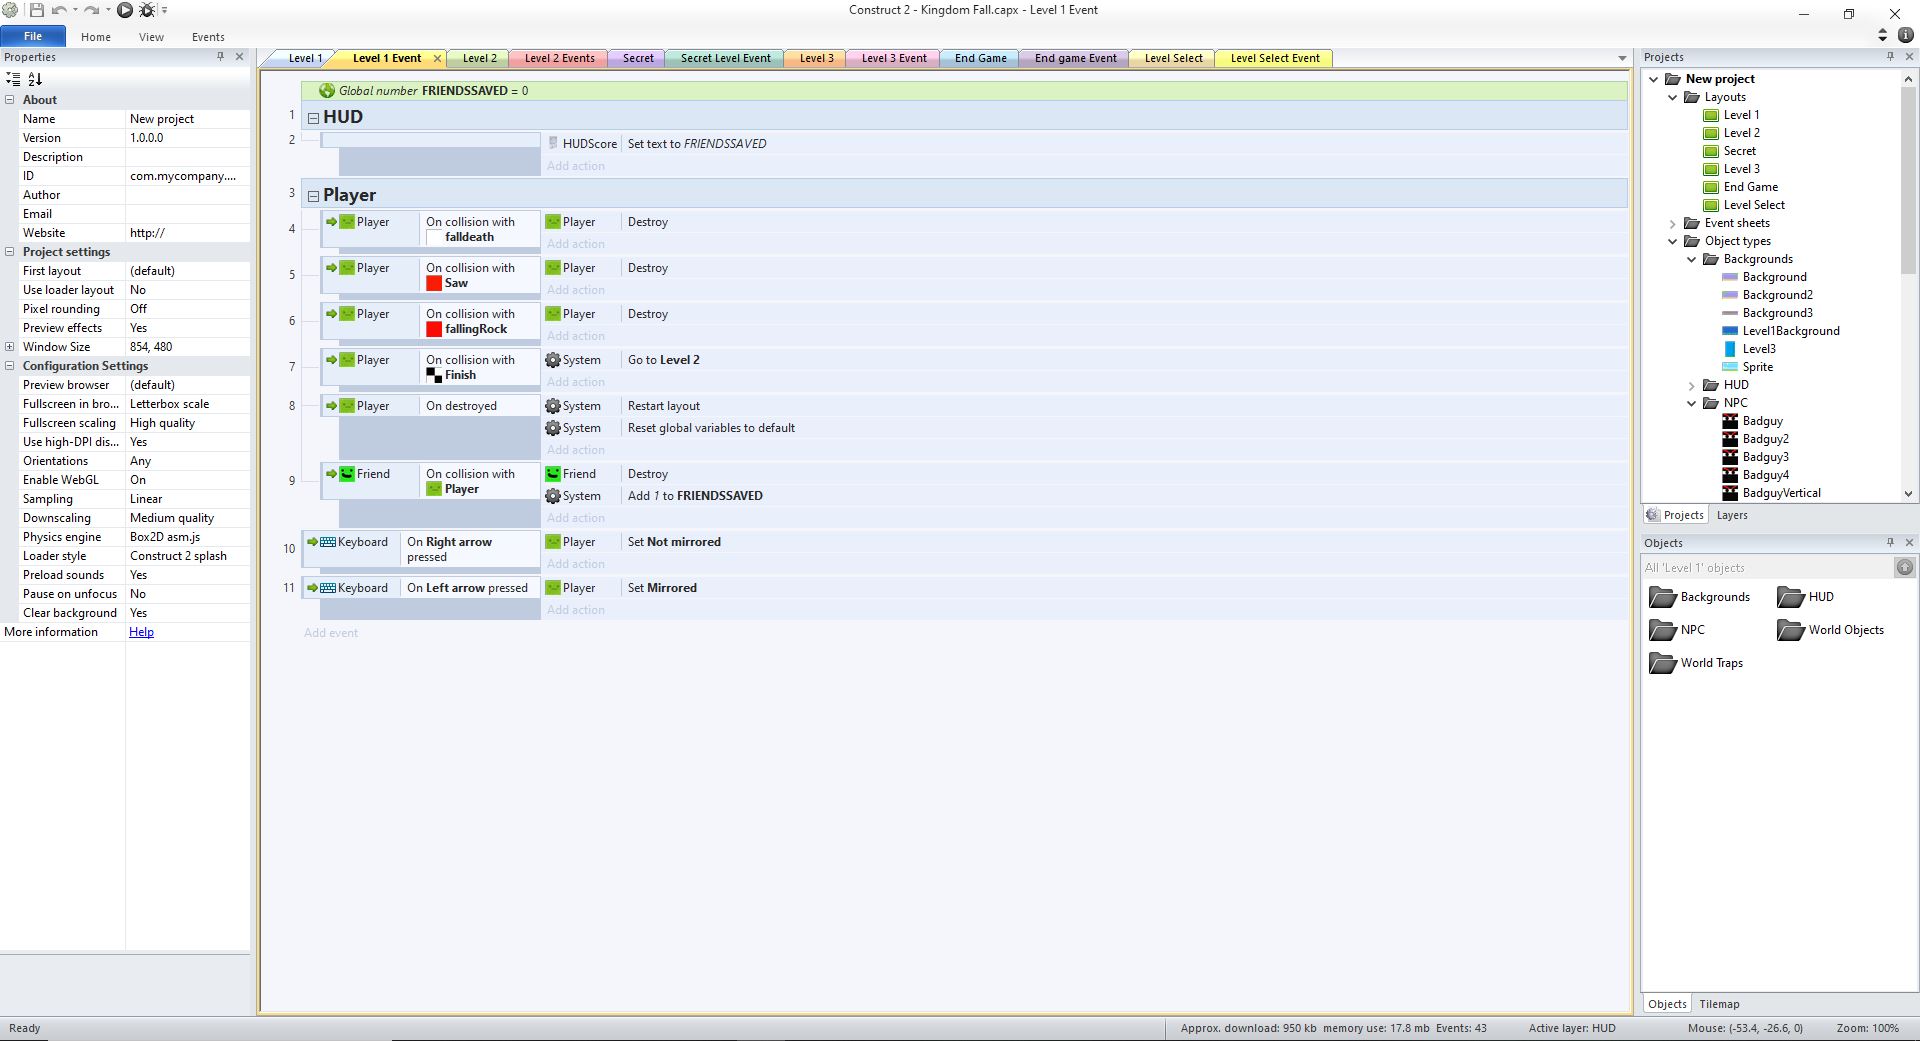 Construct 2 - Kingdom Fall.capx - Level 1 Event
File Home View Events
Properties
About
Name New project
Version 1.0.0.0
Description
ID com.mycompany....
Author
Email
Website http://
Project settings
First layout (default)
Use loader layout No
Pixel rounding Off
Preview effects Yes
Window Size 854, 480
Configuration Settings
Preview browser (default)
Fullscreen in bro... Letterbox scale
Fullscreen scaling High quality
Use high-DPI dis... Yes
Orientations Any
Enable WebGL On
Sampling Linear
Downscaling Medium quality
Physics engine Box2D asm.js
Loader style Construct 2 splash
Preload sounds Yes
Pause on unfocus No
Clear background Yes
More information Help
Level 1 Level 1 Event Level 2 Level 2 Events Secret Secret Level Event Level 3 Level 3 Event End Game End game Event Level Select Level Select Event
Global number FRIENDSSAVED = 0
1 HUD
2 HUDScore Set text to FRIENDSSAVED
Add action
3 Player
4 Player On collision with falldeath Player Destroy
Add action
5 Player On collision with Saw Player Destroy
Add action
6 Player On collision with fallingRock Player Destroy
Add action
7 Player On collision with Finish System Go to Level 2
Add action
8 Player On destroyed System Restart layout
System Reset global variables to default
Add action
9 Friend On collision with Player Friend Destroy
System Add 1 to FRIENDSSAVED
Add action
10 Keyboard On Right arrow pressed Player Set Not mirrored
Add action
11 Keyboard On Left arrow pressed Player Set Mirrored
Add action
Add event
Projects
New project
Layouts
Level 1
Level 2
Secret
Level 3
End Game
Level Select
Event sheets
Object types
Backgrounds
Background
Background2
Background3
Level1Background
Level3
Sprite
HUD
NPC
Badguy
Badguy2
Badguy3
Badguy4
BadguyVertical
Projects Layers
Objects
All 'Level 1' objects
Backgrounds HUD
NPC World Objects
World Traps
Objects Tilemap
Ready Approx. download: 950 kb memory use: 17.8 mb Events: 43 Active layer: HUD Mouse: (-53.4, -26.6, 0) Zoom: 100%